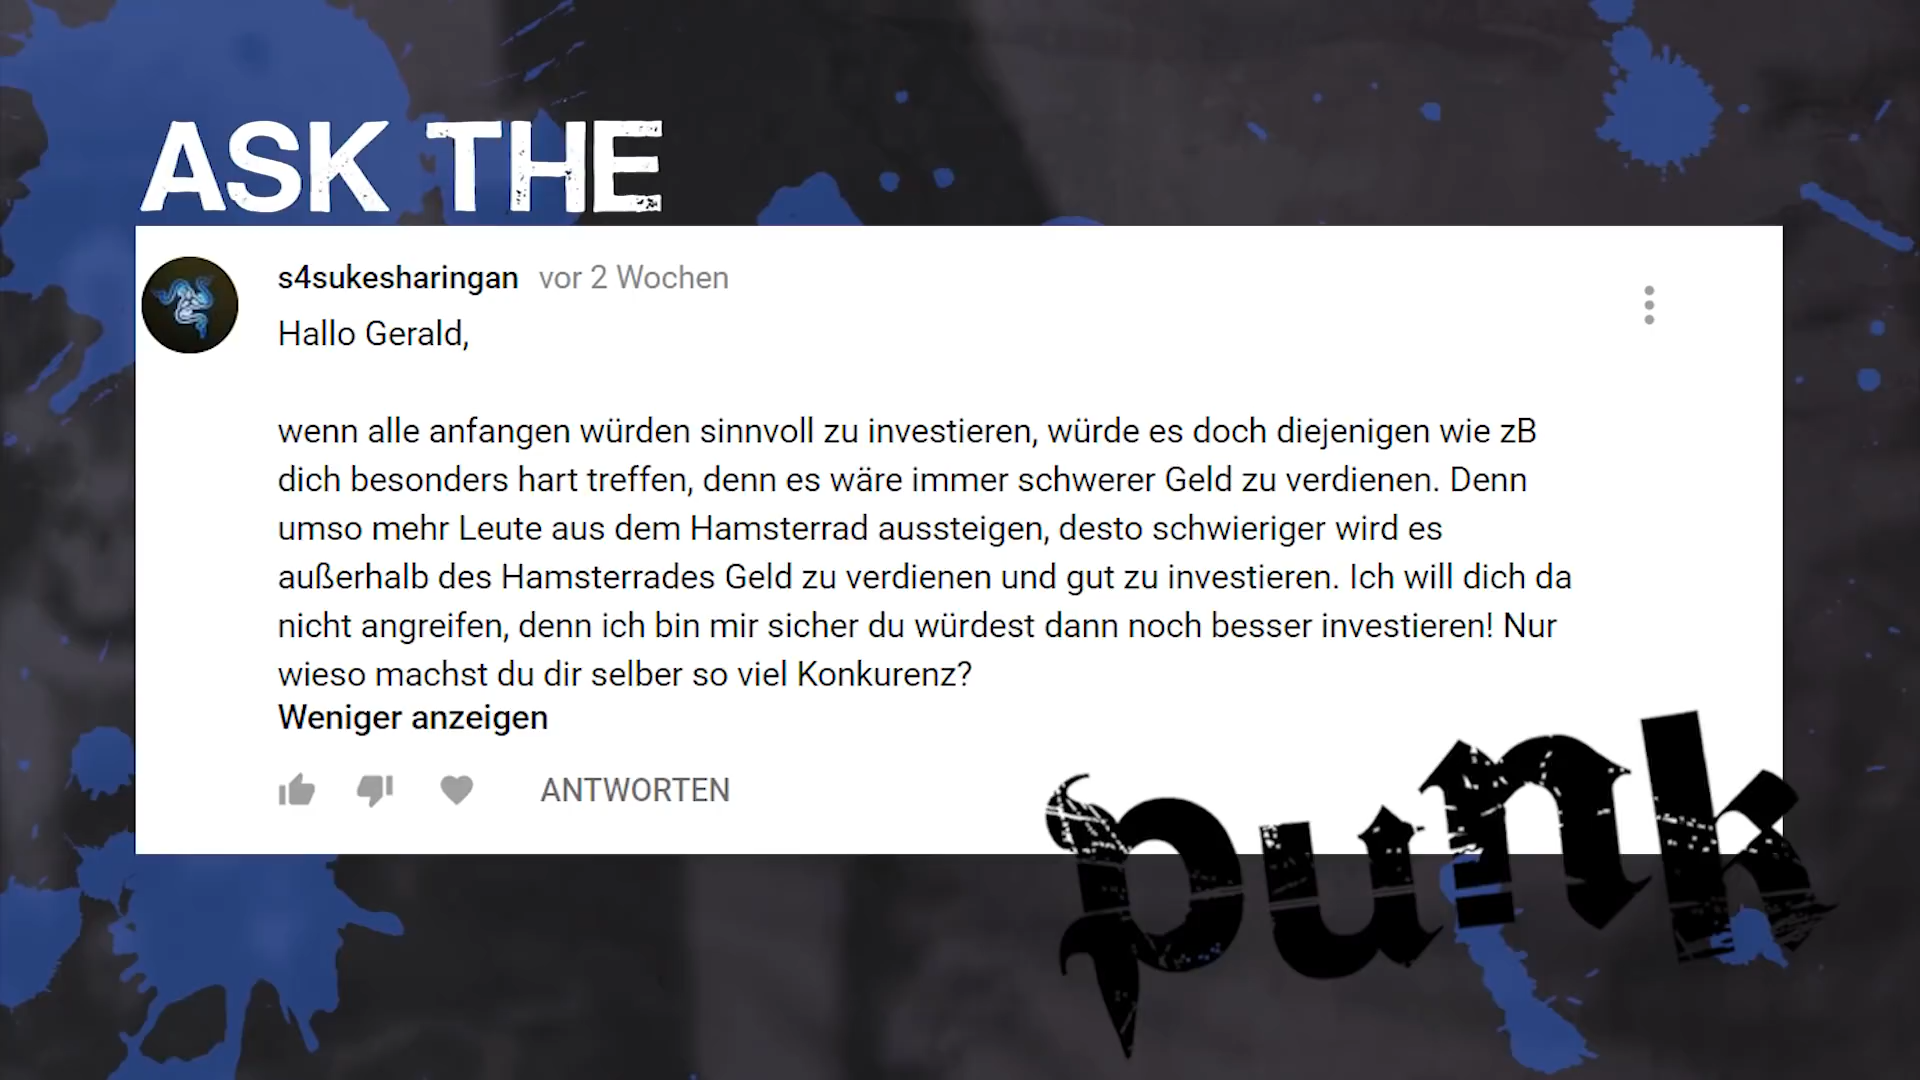 ASK THE
s4sukesharingan vor 2 Wochen
Hallo Gerald,
wenn alle anfangen würden sinnvoll zu investieren, würde es doch diejenigen wie zB
dich besonders hart treffen, denn es wäre immer schwerer Geld zu verdienen. Denn
umso mehr Leute aus dem Hamsterrad aussteigen, desto schwieriger wird es
außerhalb des Hamsterrades Geld zu verdienen und gut zu investieren. Ich will dich da
nicht angreifen, denn ich bin mir sicher du würdest dann noch besser investieren! Nur
wieso machst du dir selber so viel Konkurenz?
Weniger anzeigen
ANTWORTEN
punk